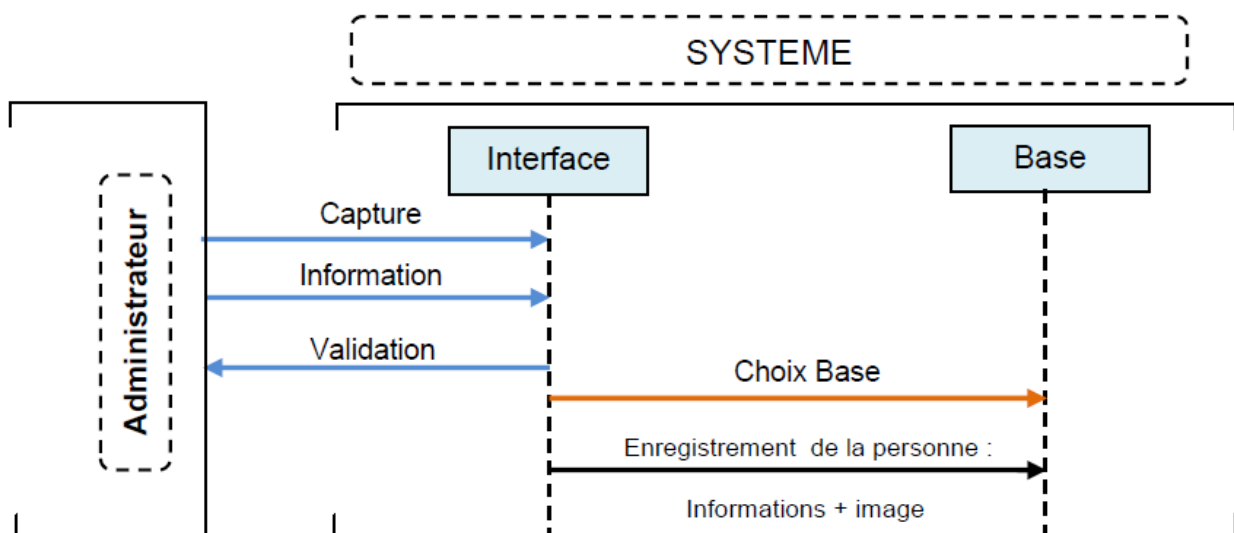 SYSTEME
Interface
Base
Administrateur
Capture
Information
Validation
Choix Base
Enregistrement de la personne :
Informations + image